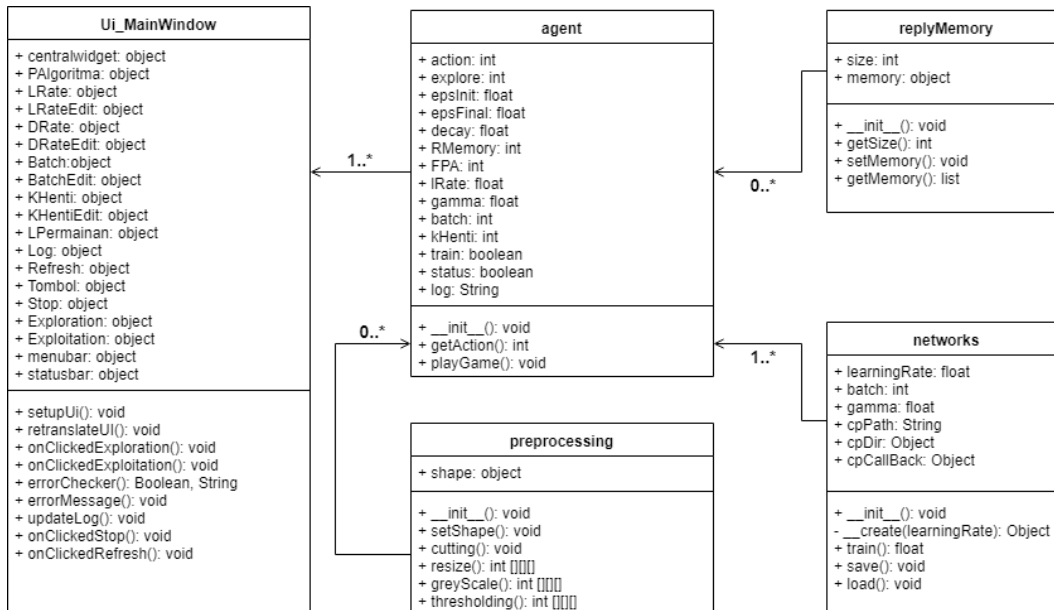 Ui_MainWindow
+ centralwidget: object
+ PAlgoritma: object
+ LRate: object
+ LRateEdit: object
+ DRate: object
+ DRateEdit: object
+ Batch:object
+ BatchEdit: object
+ KHenti: object
+ KHentiEdit: object
+ LPermainan: object
+ Log: object
+ Refresh: object
+ Tombol: object
+ Stop: object
+ Exploration: object
+ Exploitation: object
+ menubar: object
+ statusbar: object
+ setupUi(): void
+ retranslateUI(): void
+ onClickedExploration(): void
+ onClickedExploitation(): void
+ errorChecker(): Boolean, String
+ errorMessage(): void
+ updateLog(): void
+ onClickedStop(): void
+ onClickedRefresh(): void
1..*
agent
+ action: int
+ explore: int
+ epsInit: float
+ epsFinal: float
+ decay: float
+ RMemory: int
+ FPA: int
+ lRate: float
+ gamma: float
+ batch: int
+ kHenti: int
+ train: boolean
+ status: boolean
+ log: String
+ __init__(): void
+ getAction(): int
+ playGame(): void
0..*
preprocessing
+ shape: object
+ __init__(): void
+ setShape(): void
+ cutting(): void
+ resize(): int [][][]
+ greyScale(): int [][][]
+ thresholding(): int [][][]
replyMemory
+ size: int
+ memory: object
+ __init__(): void
+ getSize(): int
+ setMemory(): void
+ getMemory(): list
0..*
1..*
networks
+ learningRate: float
+ batch: int
+ gamma: float
+ cpPath: String
+ cpDir: Object
+ cpCallBack: Object
+ __init__(): void
- __create(learningRate): Object
+ train(): float
+ save(): void
+ load(): void